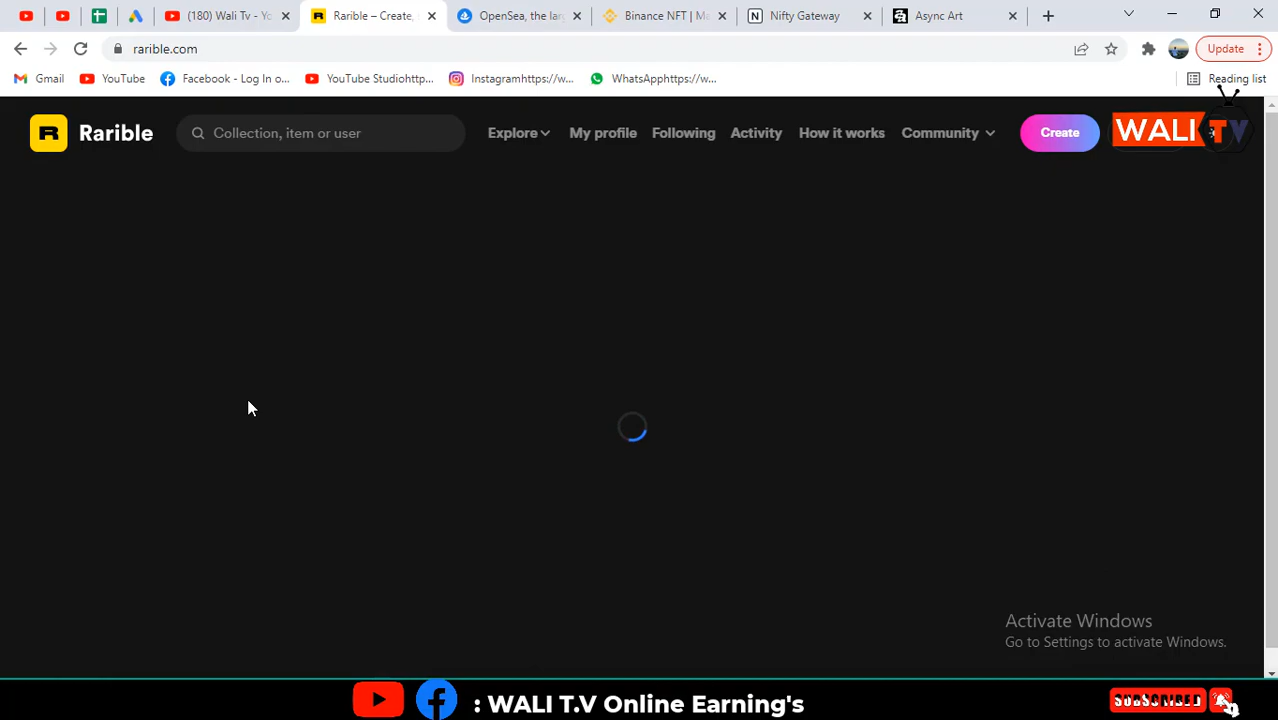 (180) Wali Tv - Yo
Rarible – Create,
OpenSea, the larg
Binance NFT | Ma
Nifty Gateway
Async Art
rarible.com
Update
Gmail
YouTube
Facebook - Log In o...
YouTube Studiohttp...
Instagramhttps://w...
WhatsApphttps://w...
Reading list
R Rarible
Collection, item or user
Explore
My profile
Following
Activity
How it works
Community
Create
WALI TV
Activate Windows
Go to Settings to activate Windows.
: WALI T.V Online Earning's
SUBSCRIBED